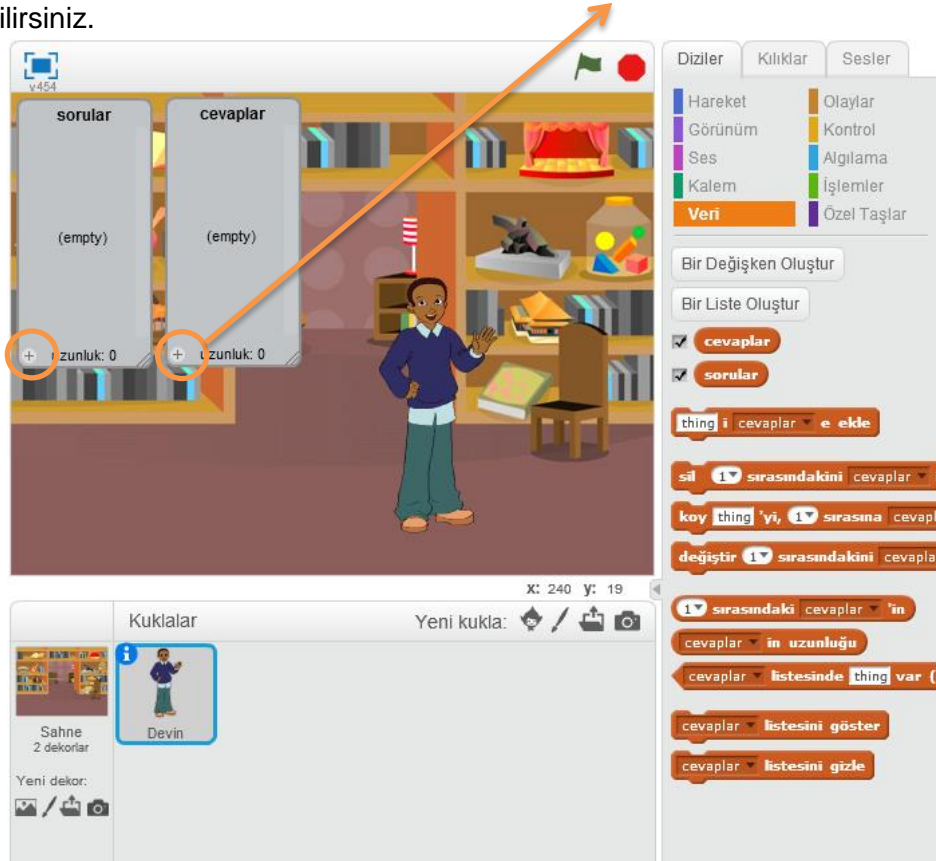 ilirsiniz.
v454
sorular
(empty)
+ uzunluk: 0
cevaplar
(empty)
+ uzunluk: 0
x: 240 y: 19
Kuklalar
Yeni kukla:
Sahne
2 dekorlar
Yeni dekor:
i
Devin
Diziler
Kılıklar
Sesler
Hareket
Olaylar
Görünüm
Kontrol
Ses
Algılama
Kalem
İşlemler
Veri
Özel Taşlar
Bir Değişken Oluştur
Bir Liste Oluştur
cevaplar
sorular
thing i cevaplar e ekle
sil 1 sırasındakini cevaplar
koy thing 'yi, 1 sırasına cevapl
değiştir 1 sırasındakini cevapla
1 sırasındaki cevaplar 'in
cevaplar in uzunluğu
cevaplar listesinde thing var (
cevaplar listesini göster
cevaplar listesini gizle